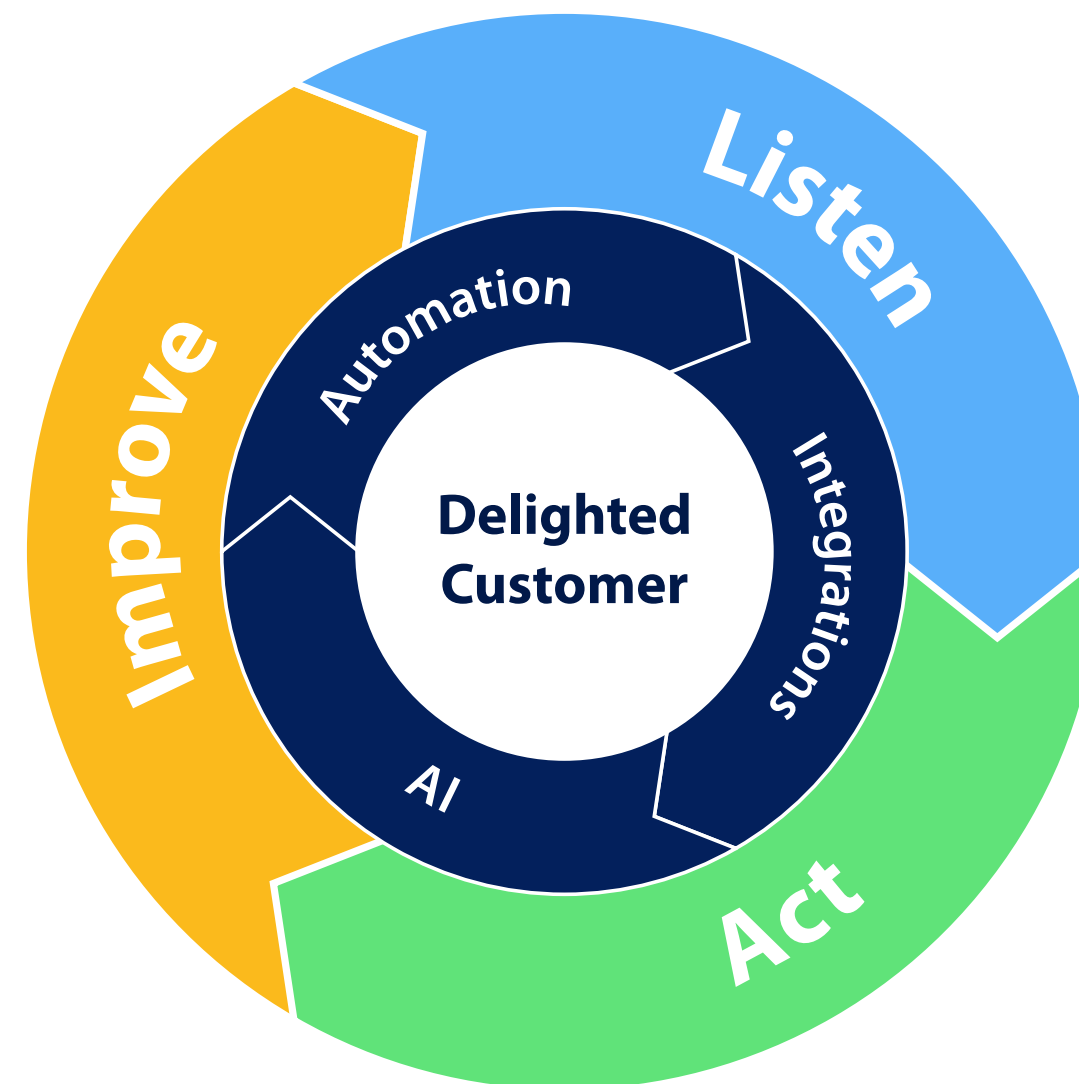 Listen
Act
Improve
Automation
Integrations
AI
Delighted
Customer